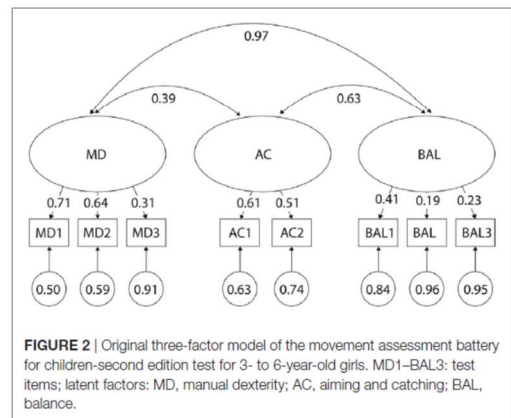 0.97
0.39 0.63
MD AC BAL
0.71 0.64 0.31 0.61 0.51 0.41 0.19 0.23
MD1 MD2 MD3 AC1 AC2 BAL1 BAL BAL3
0.50 0.59 0.91 0.63 0.74 0.84 0.96 0.95
FIGURE 2 | Original three-factor model of the movement assessment battery
for children-second edition test for 3- to 6-year-old girls. MD1–BAL3: test
items; latent factors: MD, manual dexterity; AC, aiming and catching; BAL,
balance.